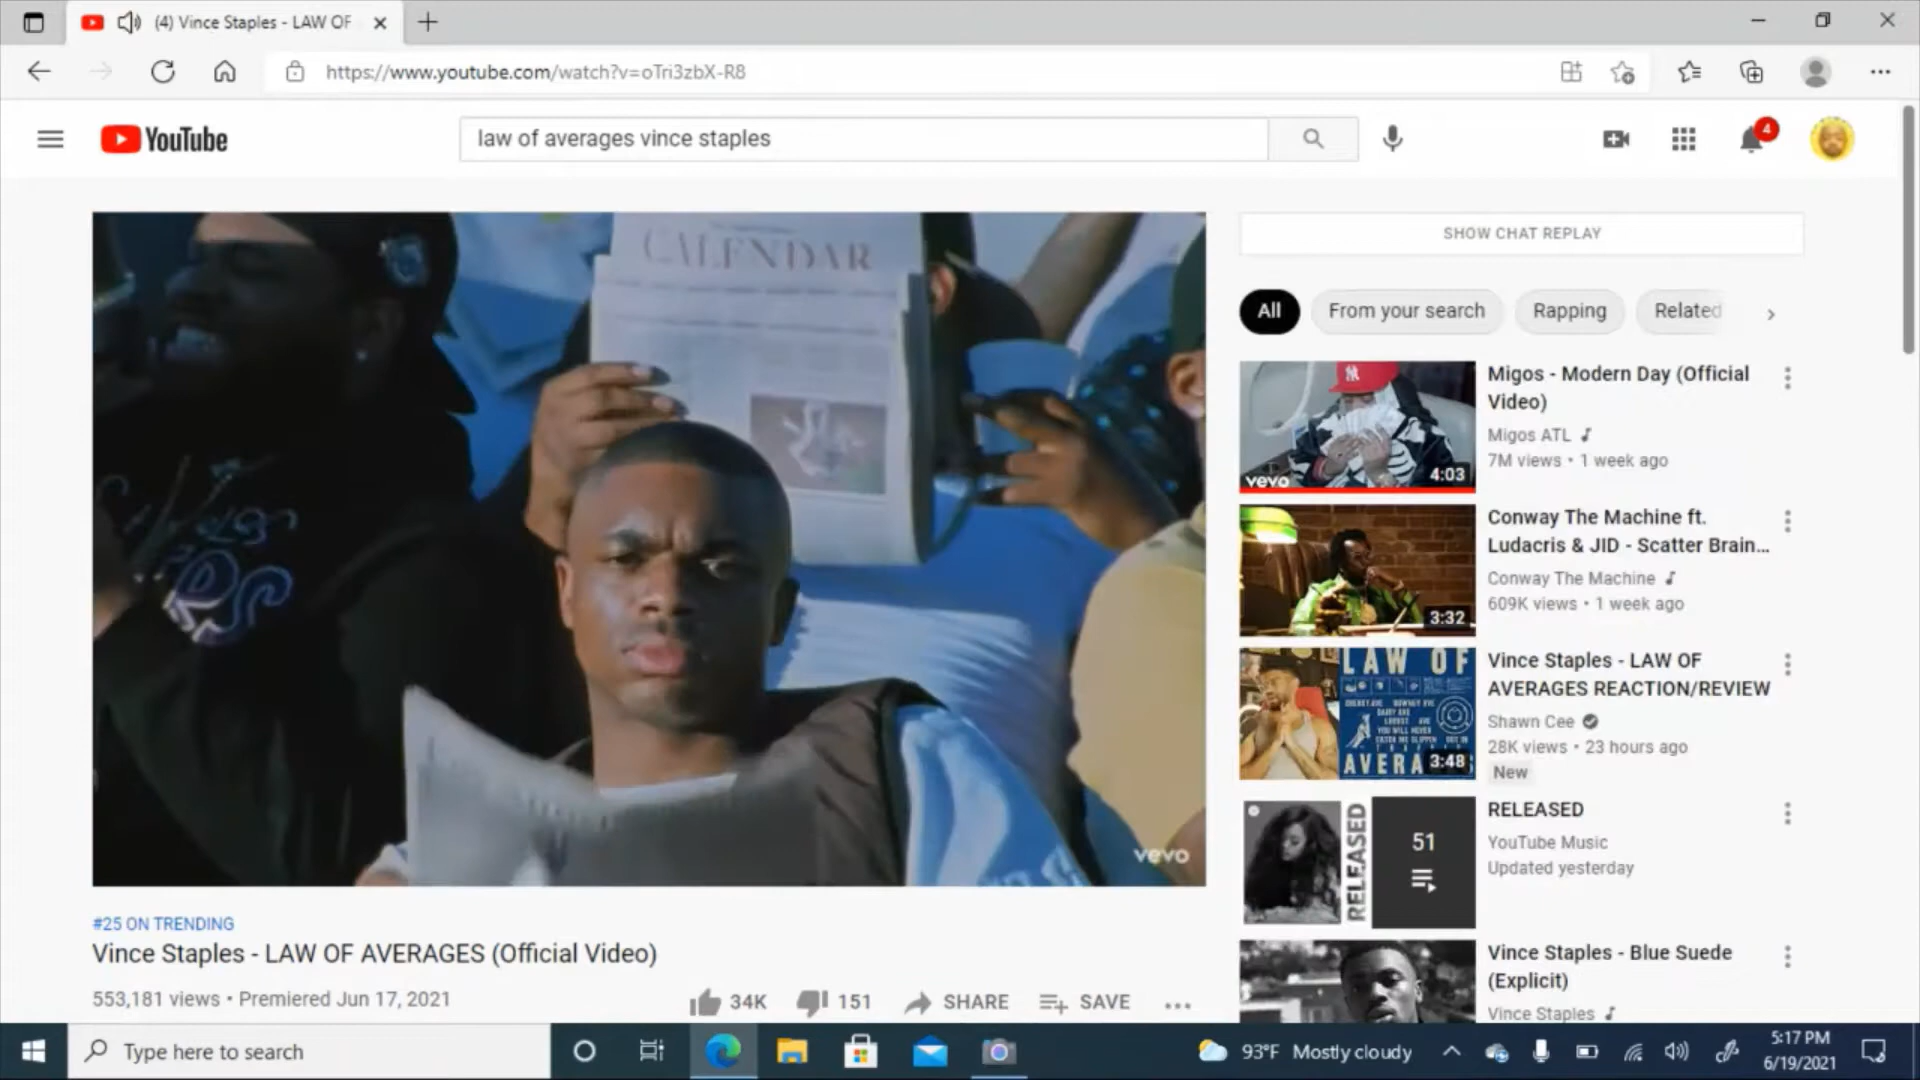 (4) Vince Staples - LAW OF
https://www.youtube.com/watch?v=oTri3zbX-R8
YouTube
law of averages vince staples
4
CALENDAR
vevo
SHOW CHAT REPLAY
All
From your search
Rapping
Related
Migos - Modern Day (Official
Video)
Migos ATL
7M views • 1 week ago
4:03
vevo
Conway The Machine ft.
Ludacris & JID - Scatter Brain...
Conway The Machine
609K views • 1 week ago
3:32
Vince Staples - LAW OF
AVERAGES REACTION/REVIEW
Shawn Cee
28K views • 23 hours ago
New
LAW OF
YOU WILL NEVER
AVERA
3:48
RELEASED
YouTube Music
Updated yesterday
RELEASED
51
Vince Staples - Blue Suede
(Explicit)
Vince Staples
#25 ON TRENDING
Vince Staples - LAW OF AVERAGES (Official Video)
553,181 views • Premiered Jun 17, 2021
34K
151
SHARE
SAVE
Type here to search
93°F Mostly cloudy
5:17 PM
6/19/2021